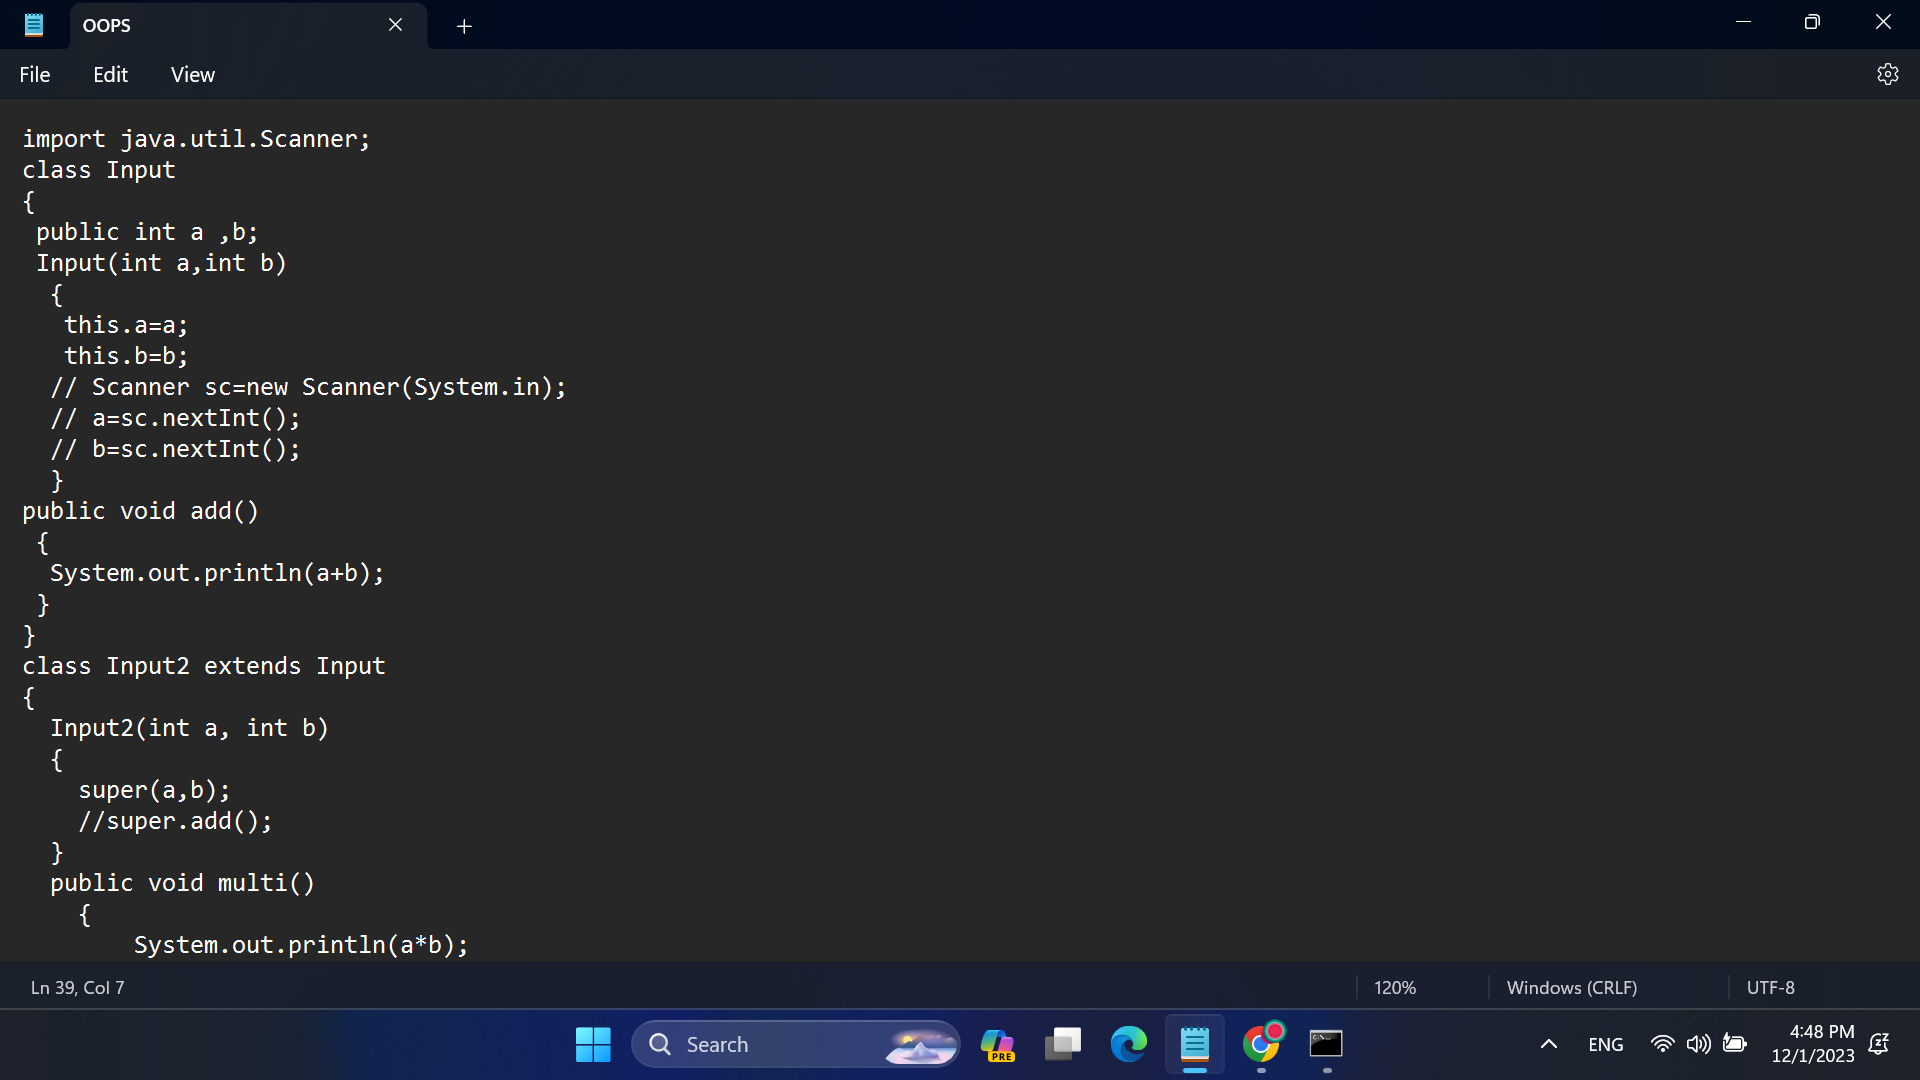 OOPS
File Edit View
import java.util.Scanner;
class Input
{
 public int a ,b;
 Input(int a,int b)
  {
   this.a=a;
   this.b=b;
  // Scanner sc=new Scanner(System.in);
  // a=sc.nextInt();
  // b=sc.nextInt();
  }
public void add()
 {
  System.out.println(a+b);
 }
}
class Input2 extends Input
{
  Input2(int a, int b)
  {
    super(a,b);
    //super.add();
  }
  public void multi()
    {
        System.out.println(a*b);
Ln 39, Col 7 120% Windows (CRLF) UTF-8
Search PRE C:\_ ENG 4:48 PM
12/1/2023